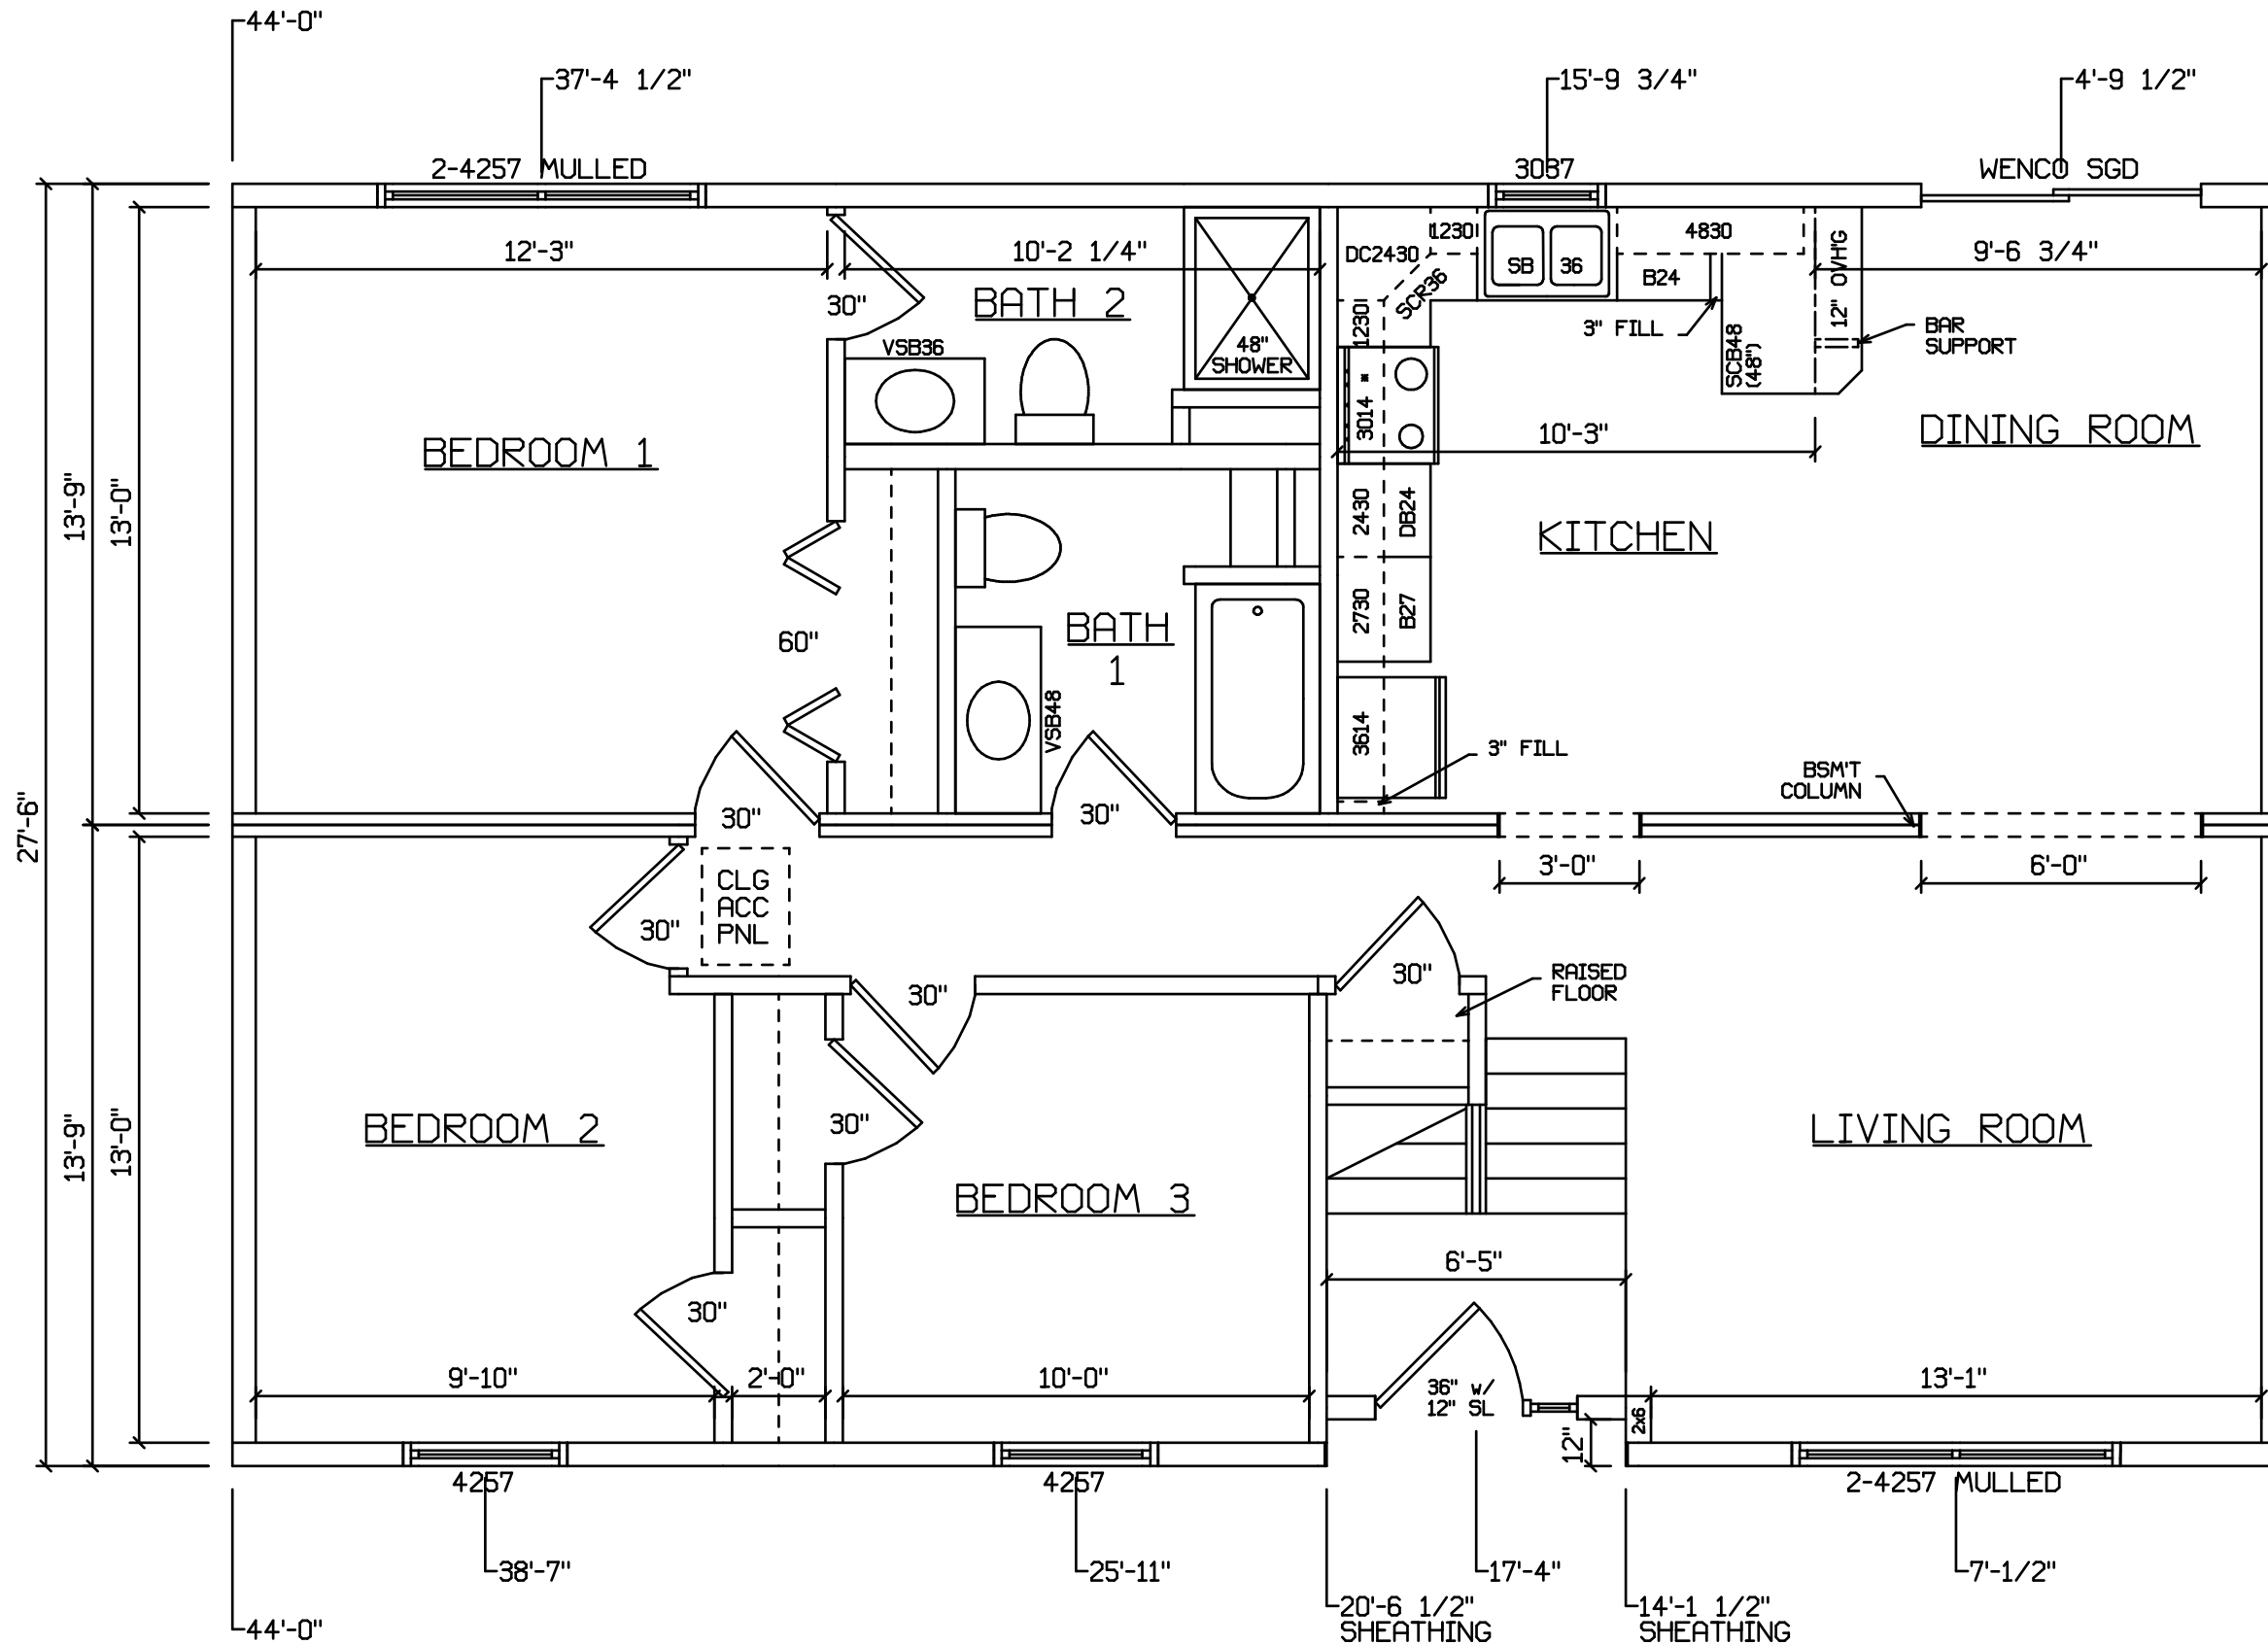 44'-0"
37'-4 1/2"
15'-9 3/4"
4'-9 1/2"
2-4257 MULLED
3037
WENCO SGD
12'-3"
10'-2 1/4"
1230
4830
12" OVH'G
9'-6 3/4"
DC2430
SB 36
B24
SCR36
30"
BATH 2
1230
3" FILL
BAR
SUPPORT
VSB36
48"
SHOWER
SCB48
(48")
3014 *
10'-3"
DINING ROOM
BEDROOM 1
13'-9"
13'-0"
2430
DB24
KITCHEN
2730
B27
60"
BATH
1
VSB48
3614
3" FILL
BSM'T
COLUMN
27'-6"
30"
30"
3'-0"
6'-0"
CLG
ACC
PNL
30"
30"
30"
RAISED
FLOOR
13'-9"
13'-0"
BEDROOM 2
30"
LIVING ROOM
BEDROOM 3
6'-5"
30"
9'-10"
2'-0"
10'-0"
36" w/
12" SL
13'-1"
2x6
12"
4257
4257
2-4257 MULLED
38'-7"
25'-11"
17'-4"
7'-1/2"
44'-0"
20'-6 1/2"
SHEATHING
14'-1 1/2"
SHEATHING